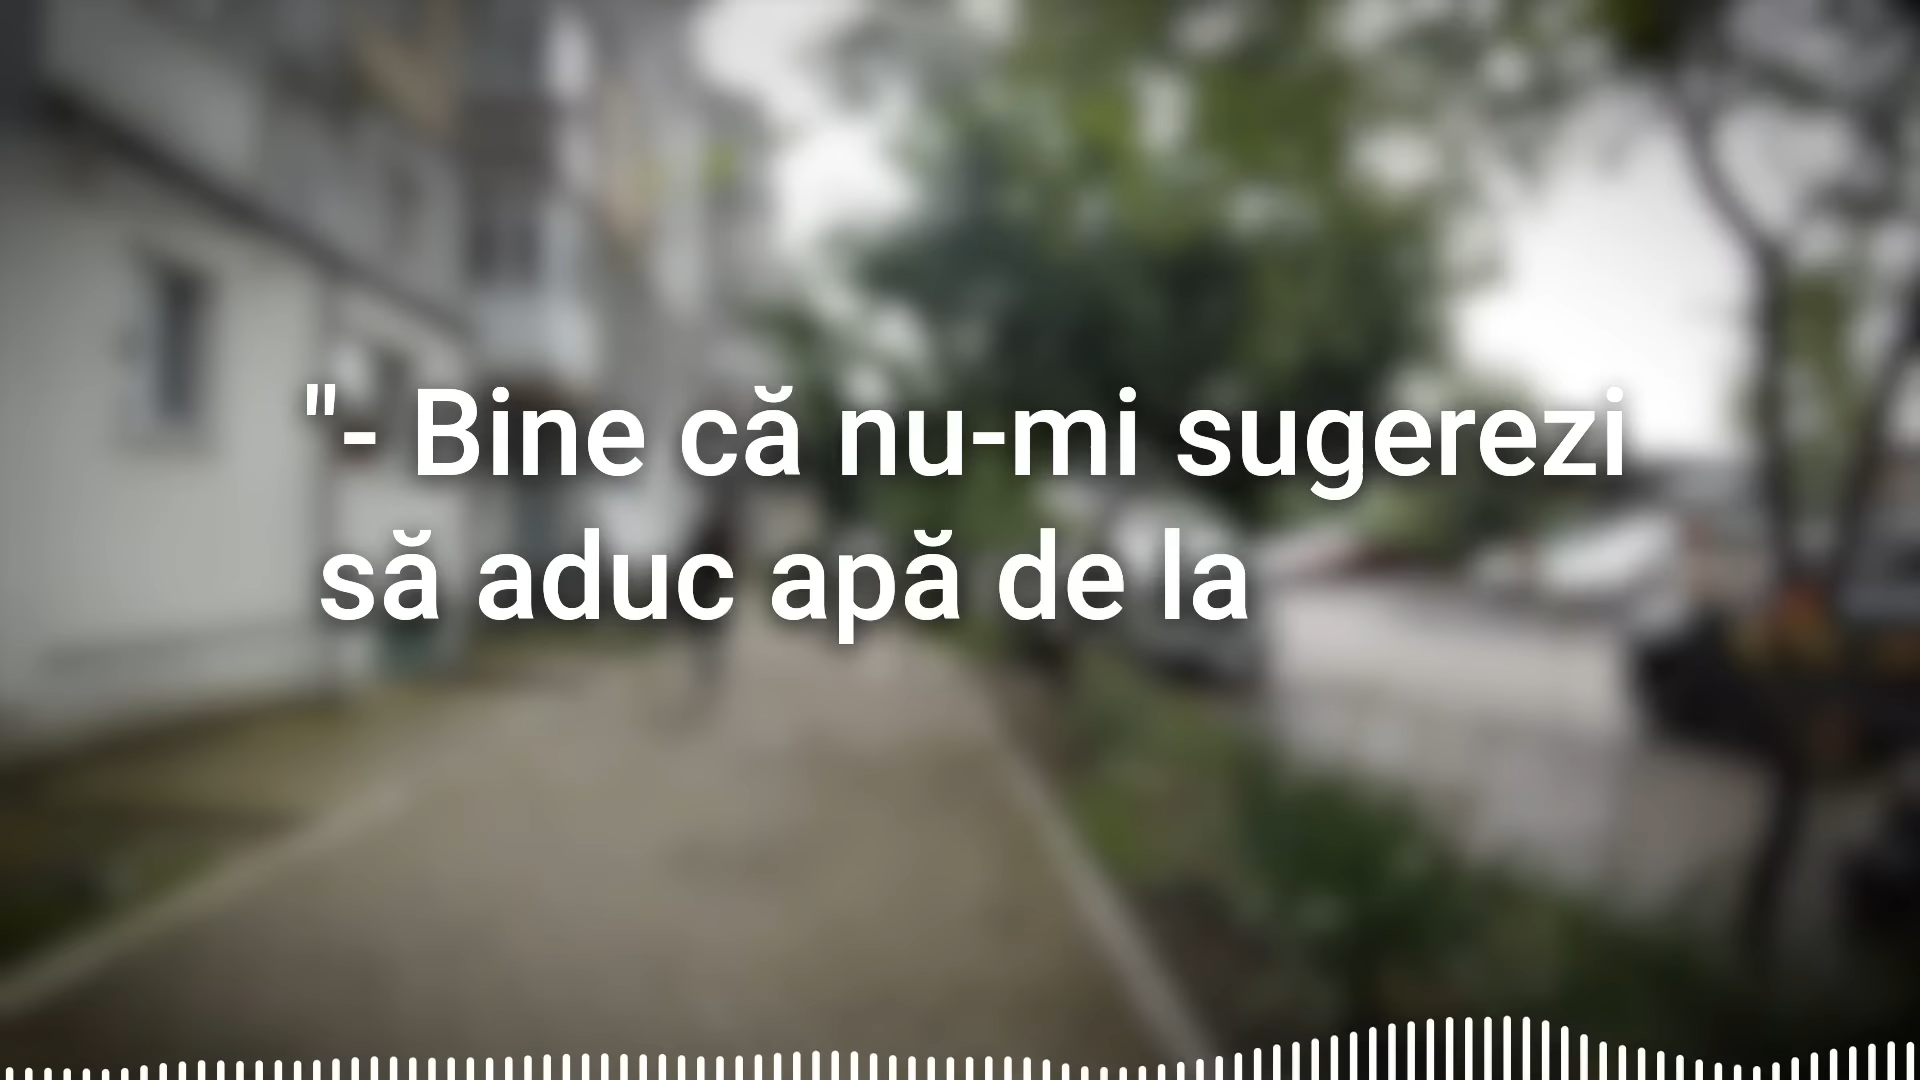 "- Bine că nu-mi sugerezi
să aduc apă de la